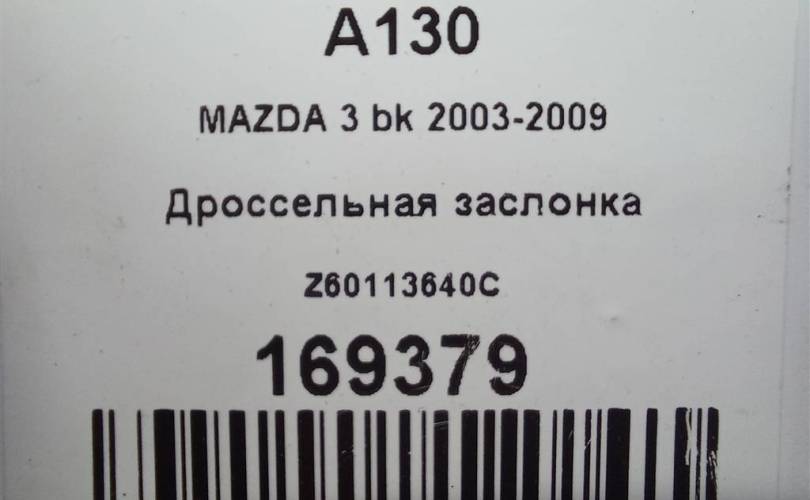 A130
MAZDA 3 bk 2003-2009
Дроссельная заслонка
Z60113640C
169379